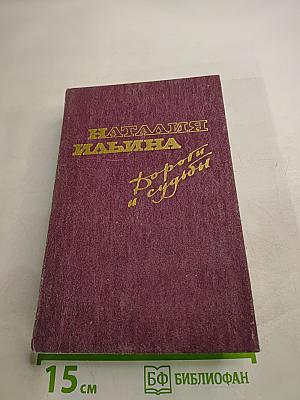 НАТАЛИЯ
ИЛЬИНА
Дороги
и судьбы
15 см
БФ БИБЛИОФАН